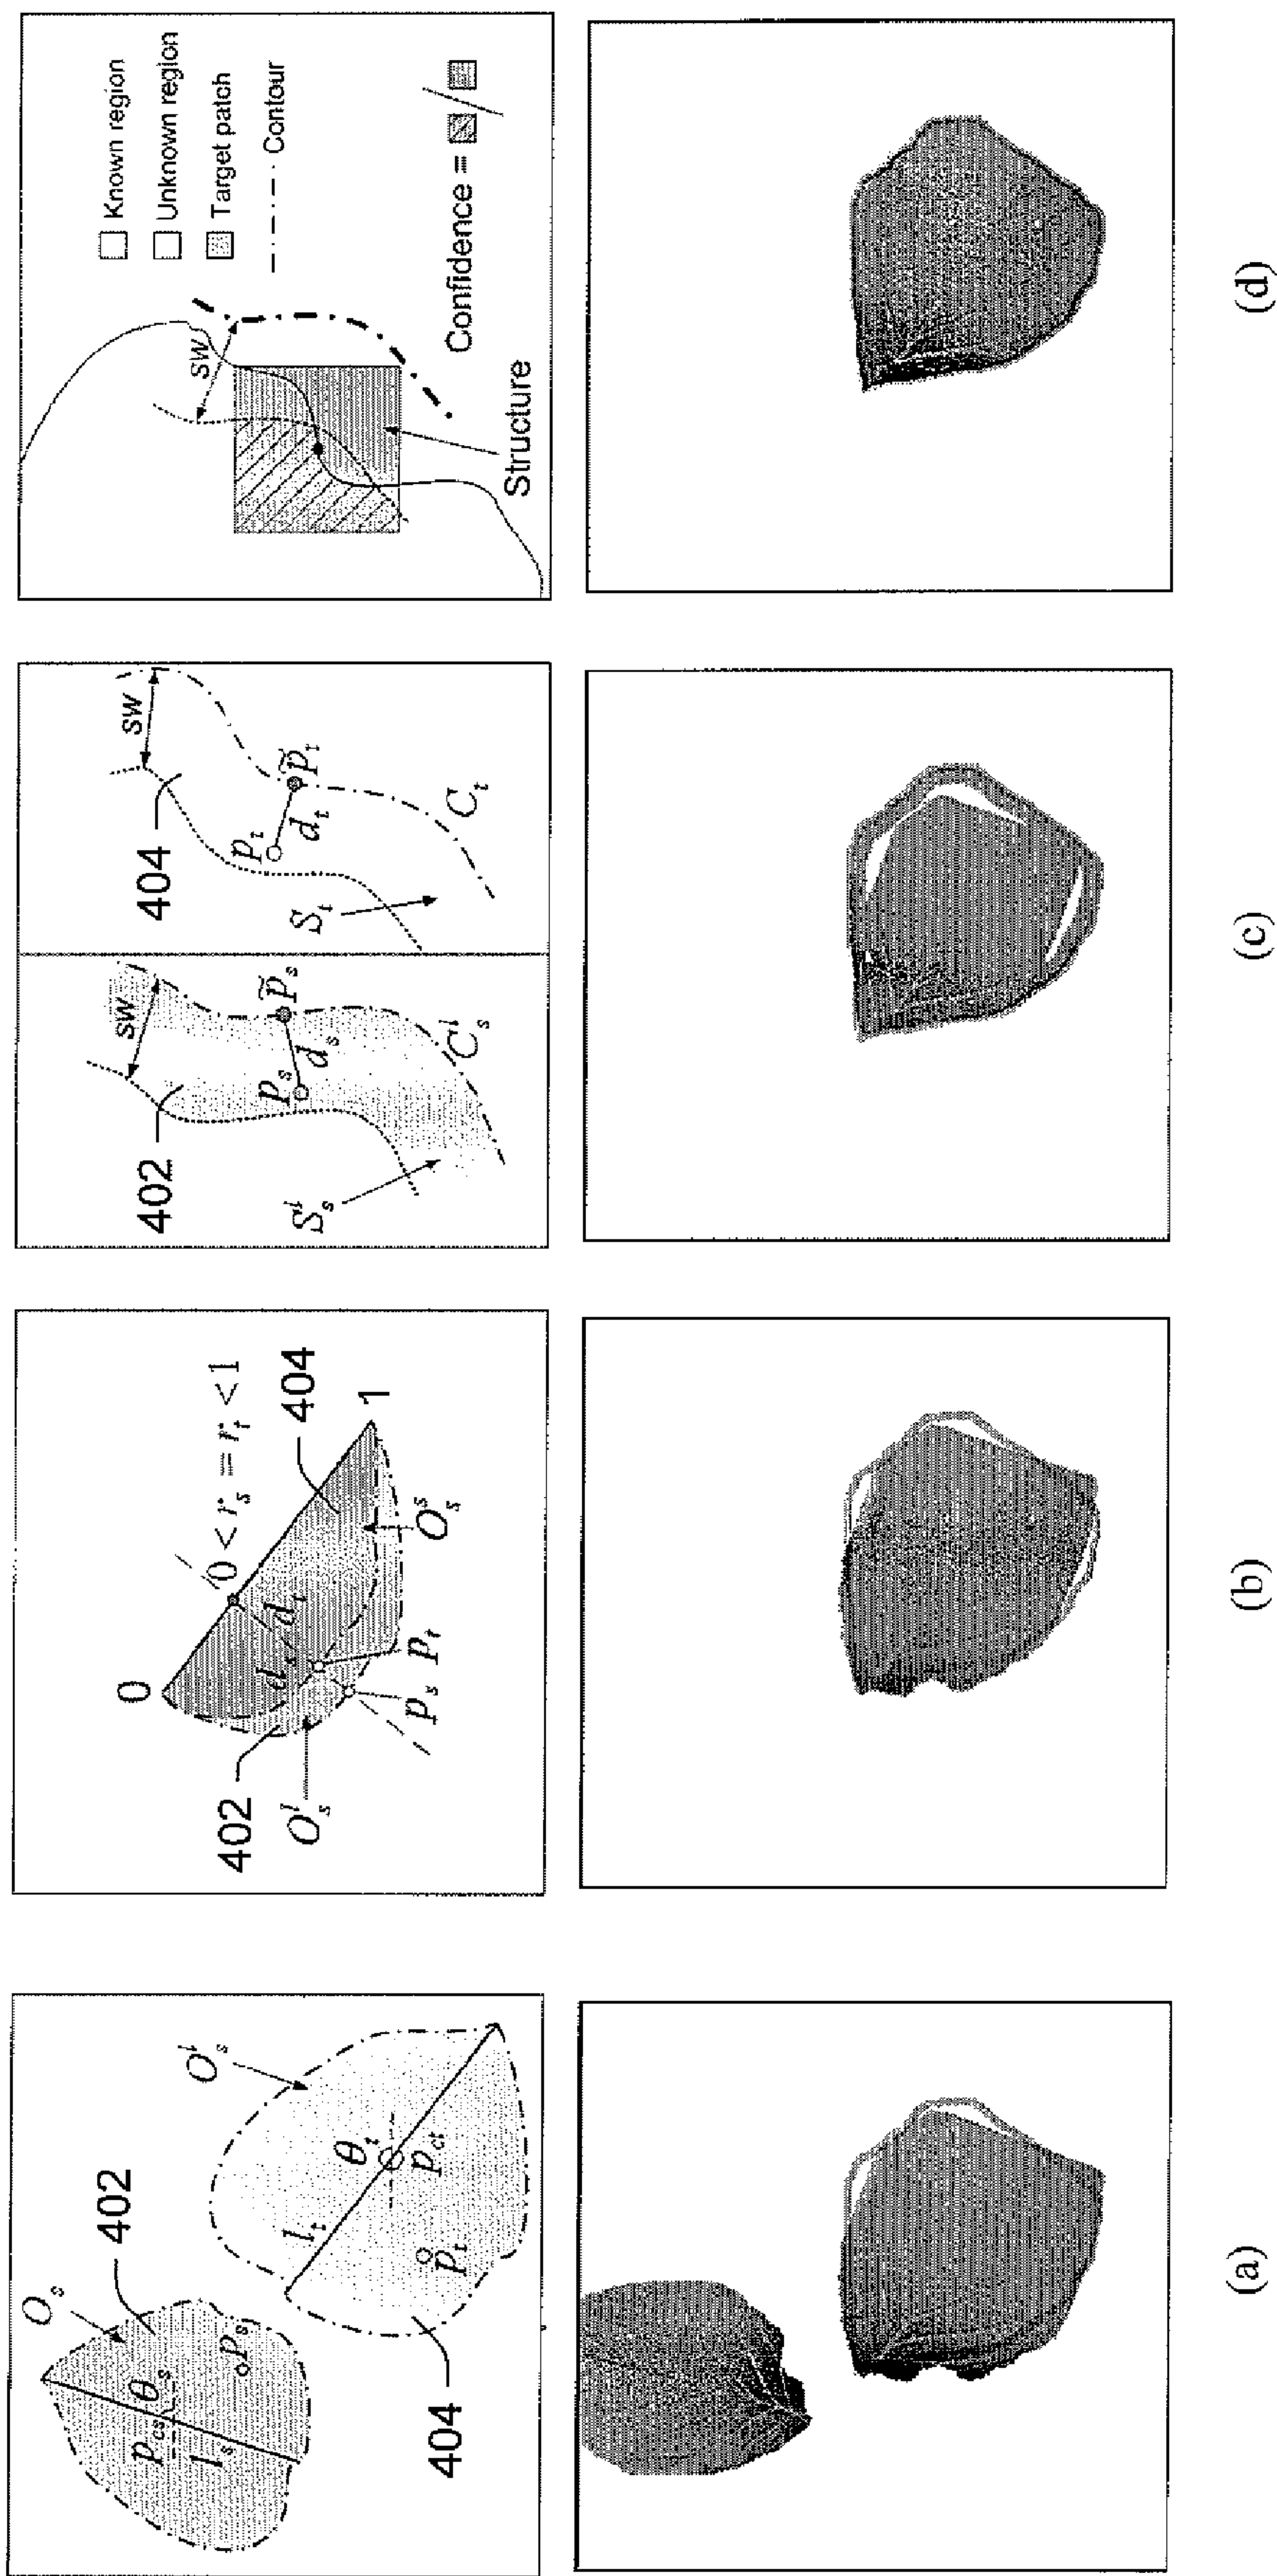 O_s
402
θ_s
p_cs
l_s
p_s
O_s^l
θ_t
l_t
p_ct
p_t
404
(a)
0
0 < r_s = r_t < 1
404
1
d_s
d_t
p_s
p_t
402
O_s^l
O_s^s
(b)
sw
402
p_s
p̃_s
d_s
S_s^l
C_s^l
sw
404
p_t
p̃_t
d_t
S_t
C_t
(c)
Known region
Unknown region
Target patch
Contour
sw
Confidence = /
Structure
(d)